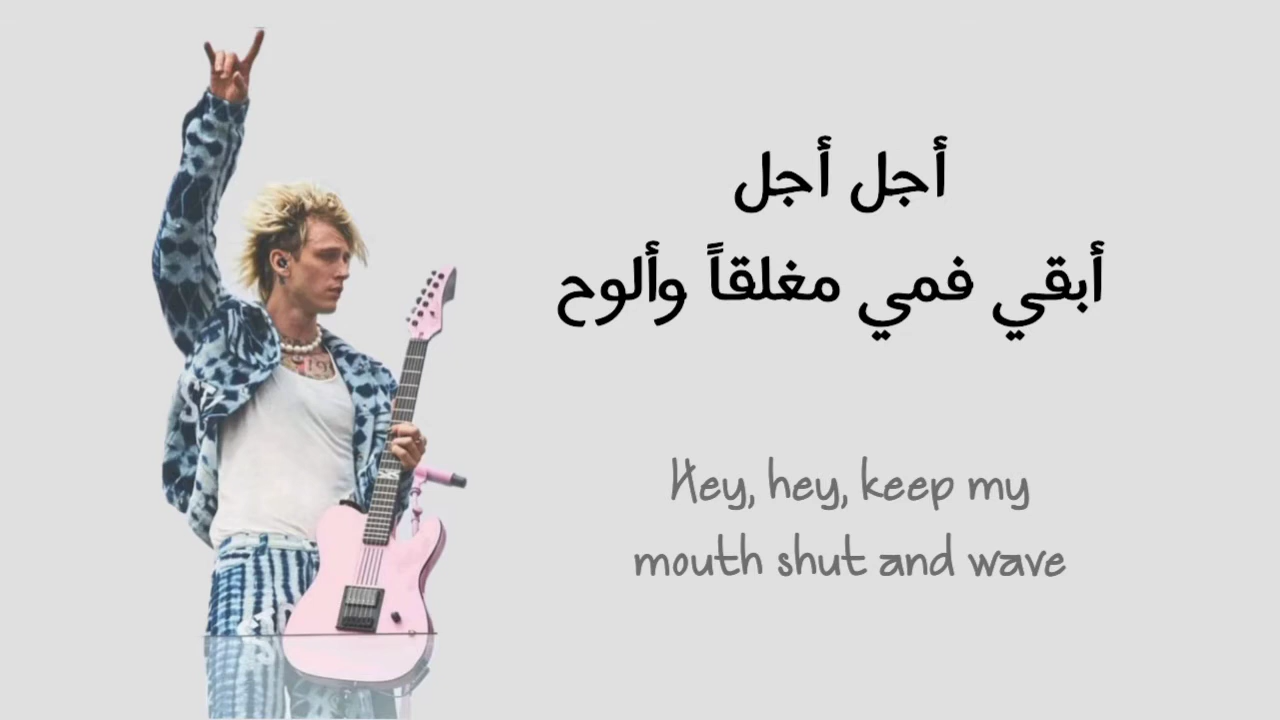 أجل أجل
أبقي فمي مغلقاً وألوح
Hey, hey, keep my
mouth shut and wave